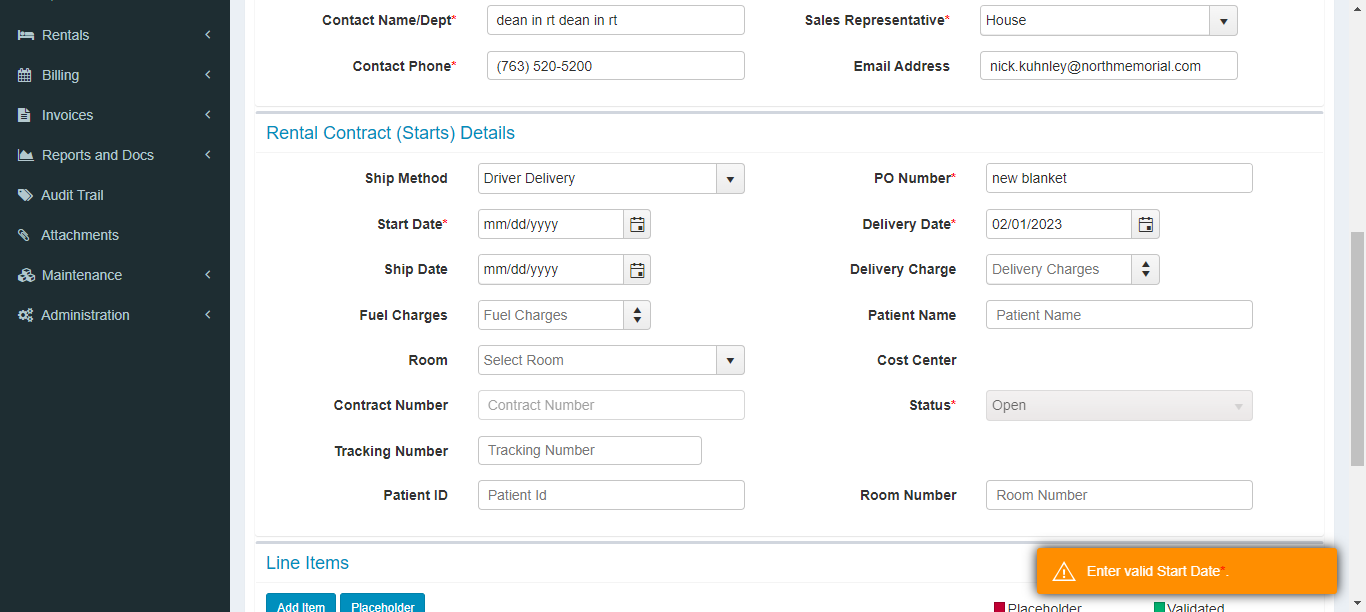 Rentals
Billing
Invoices
Reports and Docs
Audit Trail
Attachments
Maintenance
Administration
Contact Name/Dept* dean in rt dean in rt Sales Representative* House
Contact Phone* (763) 520-5200 Email Address nick.kuhnley@northmemorial.com
Rental Contract (Starts) Details
Ship Method Driver Delivery PO Number* new blanket
Start Date* mm/dd/yyyy Delivery Date* 02/01/2023
Ship Date mm/dd/yyyy Delivery Charge Delivery Charges
Fuel Charges Fuel Charges Patient Name Patient Name
Room Select Room Cost Center
Contract Number Contract Number Status* Open
Tracking Number Tracking Number
Patient ID Patient Id Room Number Room Number
Line Items
Enter valid Start Date*.
Add Item Placeholder Placeholder Validated